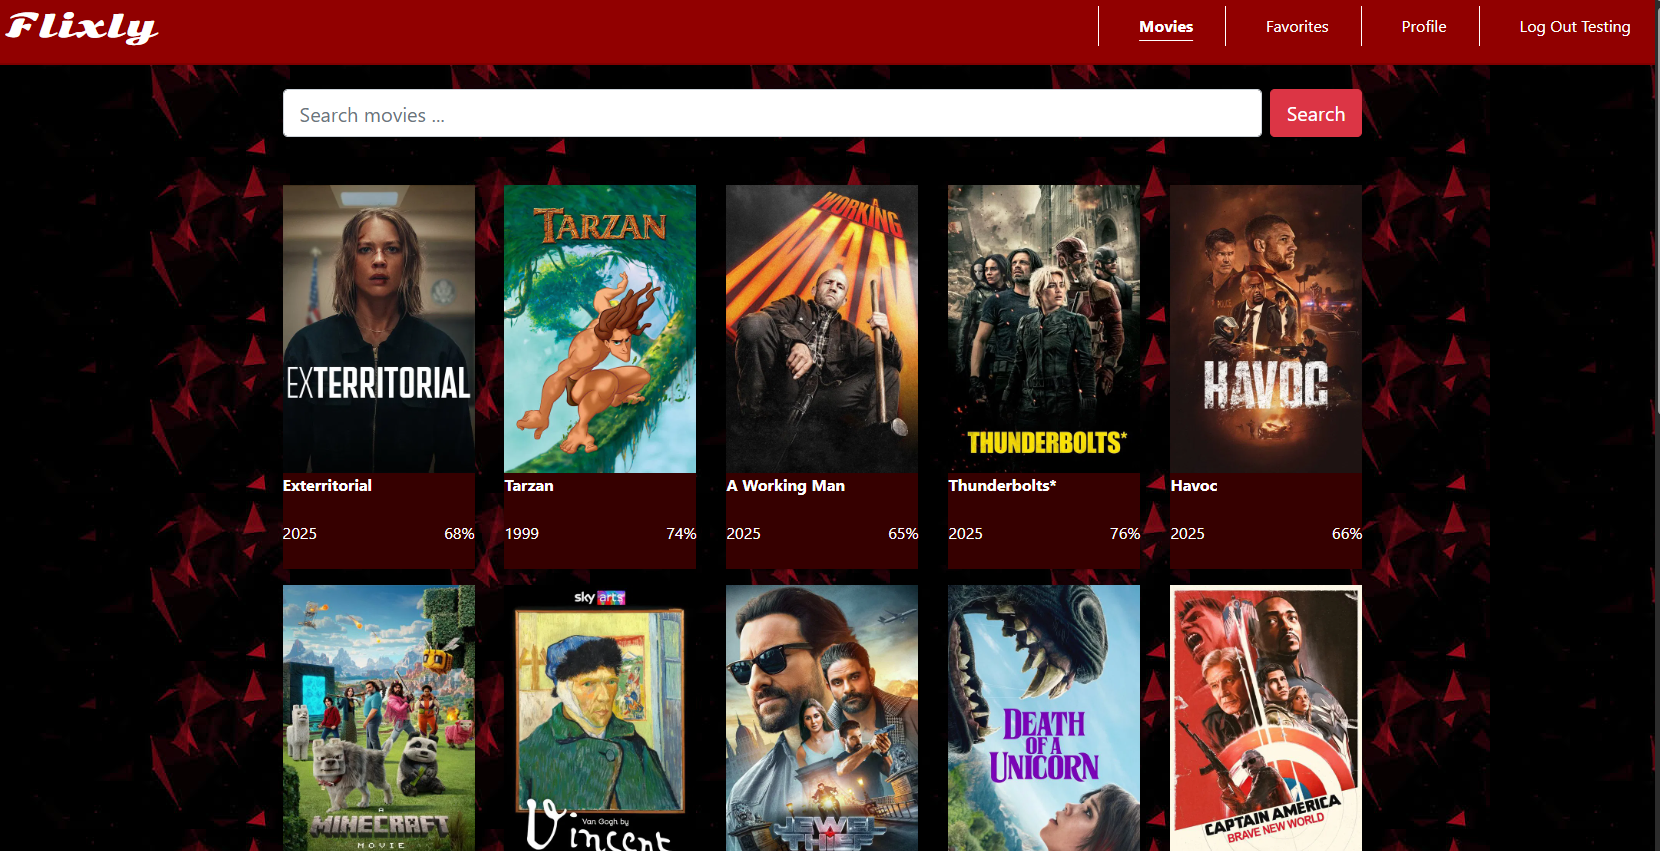 Flixly
Movies
Favorites
Profile
Log Out Testing
Search movies ...
Search
EXTERRITORIAL
TARZAN
A
WORKING
MAN
THUNDERBOLTS*
HAVOC
Exterritorial
Tarzan
A Working Man
Thunderbolts*
Havoc
2025
68%
1999
74%
2025
65%
2025
76%
2025
66%
A
MINECRAFT
MOVIE
sky arts
Van Gogh by
Vincent
JEWEL
THIEF
DEATH
OF A
UNICORN
CAPTAIN AMERICA
BRAVE NEW WORLD